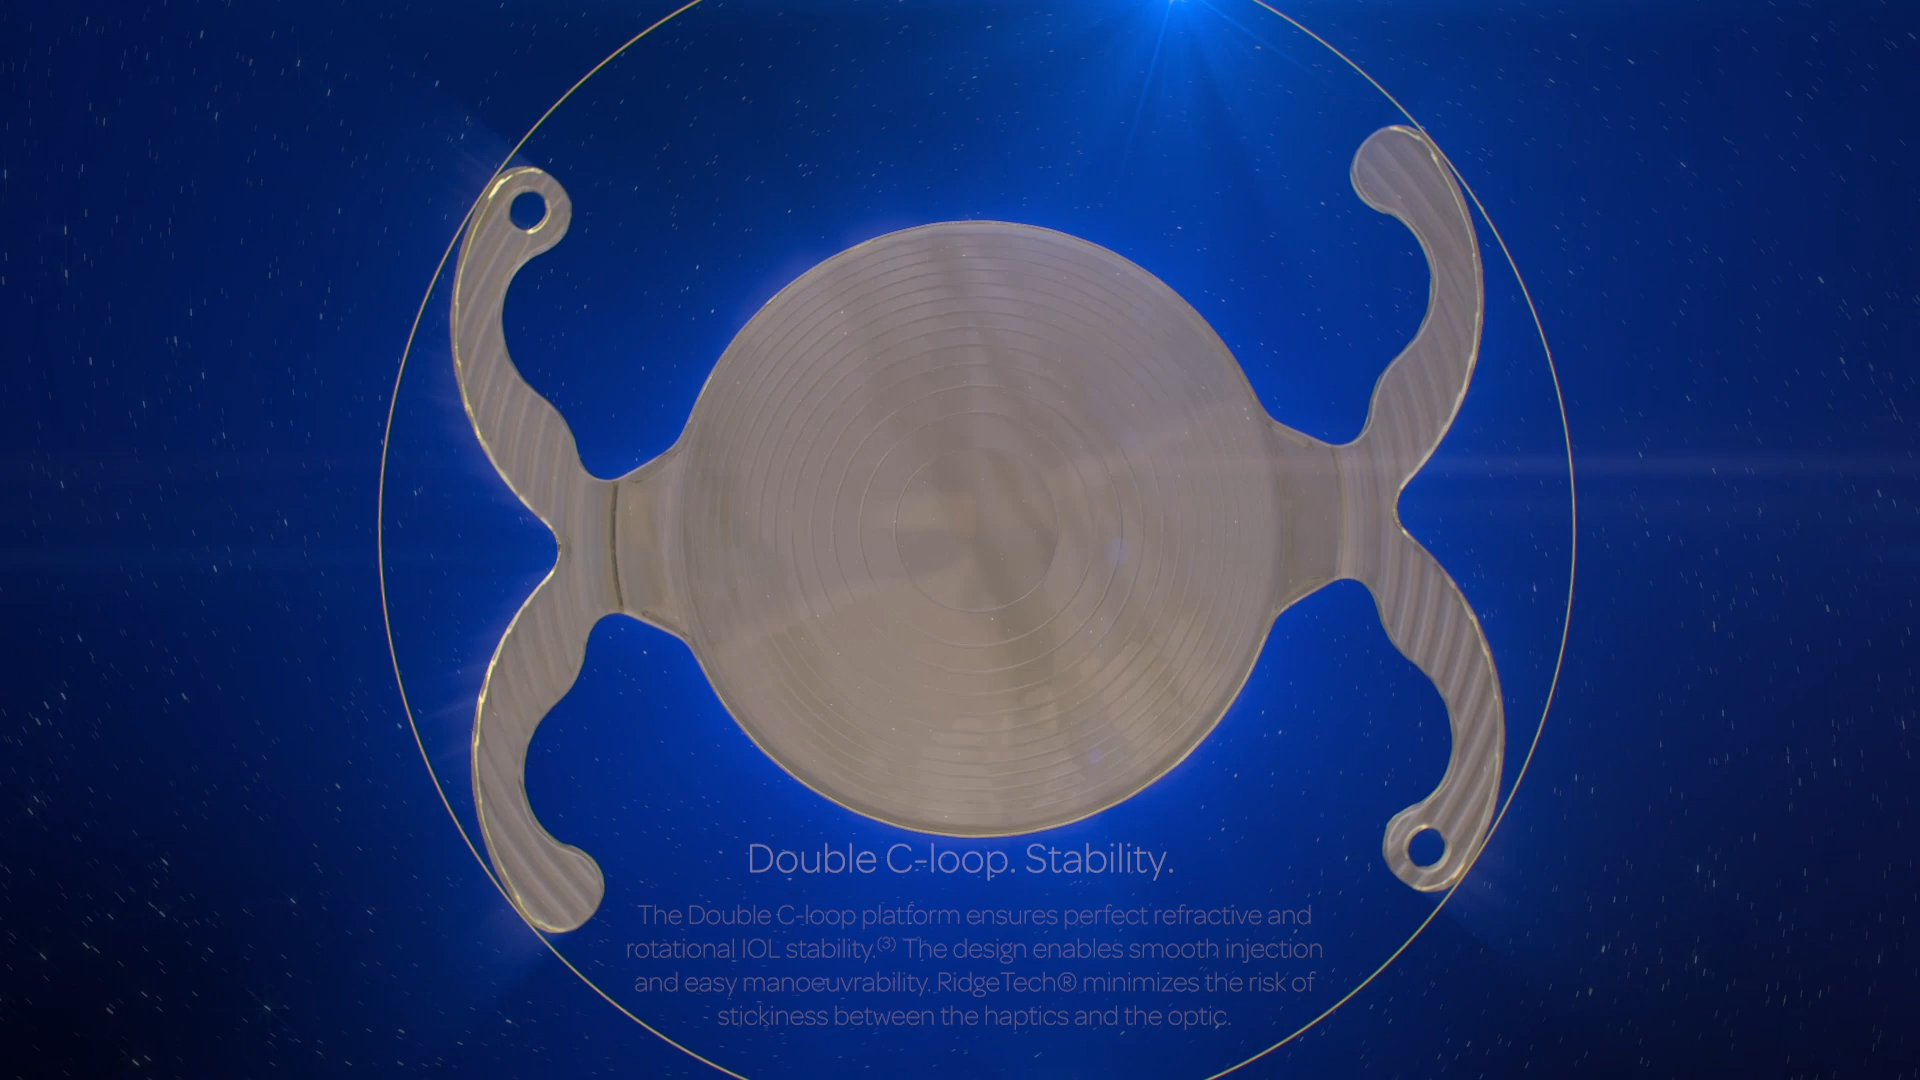 Double C-loop. Stability.
The Double C-loop platform ensures perfect refractive and
rotational IOL stability.⁽³⁾ The design enables smooth injection
and easy manoeuvrability. RidgeTech® minimizes the risk of
stickiness between the haptics and the optic.